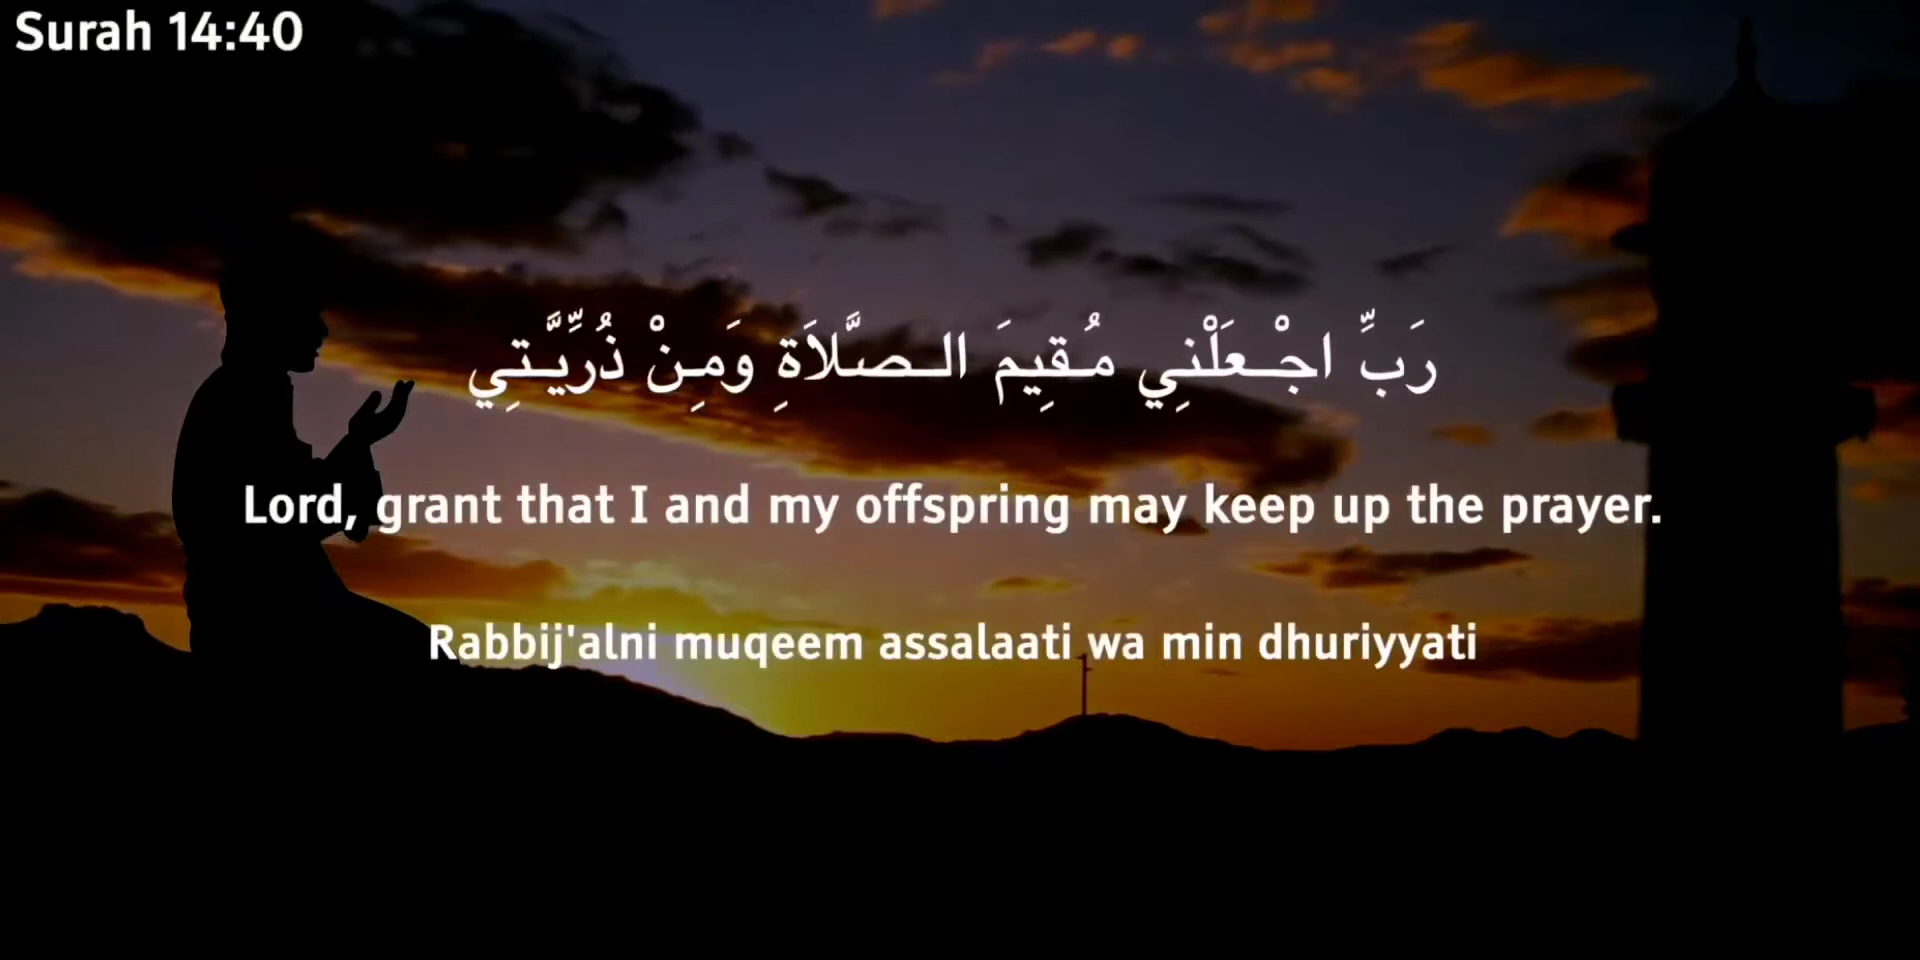 Surah 14:40
رَبِّ اجْعَلْنِي مُقِيمَ الصَّلاَةِ وَمِنْ ذُرِّيَّتِي
Lord, grant that I and my offspring may keep up the prayer.
Rabbij'alni muqeem assalaati wa min dhuriyyati